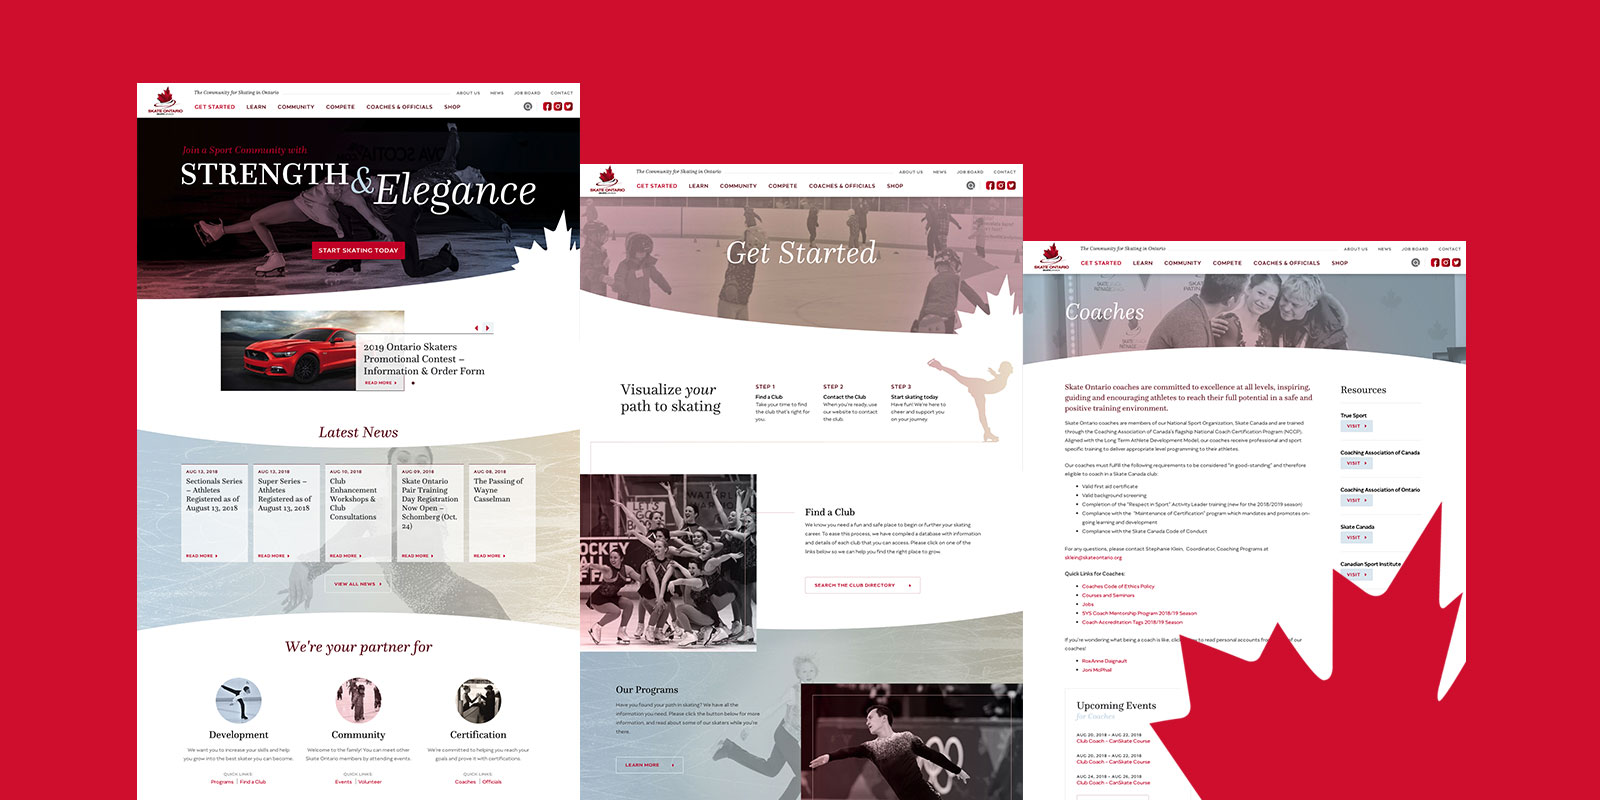 SKATE ONTARIO
The Community for Skating in Ontario
ABOUT US NEWS JOB BOARD CONTACT
GET STARTED LEARN COMMUNITY COMPETE COACHES & OFFICIALS SHOP
Join a Sport Community with
STRENGTH & Elegance
START SKATING TODAY
2019 Ontario Skaters
Promotional Contest –
Information & Order Form
READ MORE
Latest News
AUG 13, 2018
Sectionals Series
– Athletes
Registered as of
August 13, 2018
READ MORE
AUG 13, 2018
Super Series –
Athletes
Registered as of
August 13, 2018
READ MORE
AUG 10, 2018
Club
Enhancement
Workshops &
Club
Consultations
READ MORE
AUG 09, 2018
Skate Ontario
Pair Training
Day Registration
Now Open –
Schomberg (Oct.
24)
READ MORE
AUG 08, 2018
The Passing of
Wayne
Casselman
READ MORE
VIEW ALL NEWS
We're your partner for
Development
We want you to increase your skills and help
you grow into the best skater you can become.
QUICK LINKS
Programs | Find a Club
Community
Welcome to the family! You can meet other
Skate Ontario members by attending events.
QUICK LINKS
Events | Volunteer
Certification
We're committed to helping you reach your
goals and prove it with certifications.
QUICK LINKS
Coaches | Officials
SKATE ONTARIO
The Community for Skating in Ontario
ABOUT US NEWS JOB BOARD CONTACT
GET STARTED LEARN COMMUNITY COMPETE COACHES & OFFICIALS SHOP
Get Started
Visualize your
path to skating
STEP 1
Find a Club
Take your time to find
the club that's right for
you.
STEP 2
Contact the Club
When you're ready, use
our website to contact
the club.
STEP 3
Start skating today
Have fun! We're here to
cheer and support you
on your journey
Find a Club
We know you need a fun and safe place to begin or further your skating
career. To ease this process, we have compiled a database with information
and details of each club that you can access. Please click on one of the
links below so we can help you find the right place to grow.
SEARCH THE CLUB DIRECTORY
Our Programs
Have you found your path in skating? We have all the
information you need. Please click the button below for more
information, and read about some of our skaters while you're
there.
LEARN MORE
SKATE ONTARIO
The Community for Skating in Ontario
ABOUT US NEWS JOB BOARD CONTACT
GET STARTED LEARN COMMUNITY COMPETE COACHES & OFFICIALS SHOP
Coaches
Skate Ontario coaches are committed to excellence at all levels, inspiring,
guiding and encouraging athletes to reach their full potential in a safe and
positive training environment.
Skate Ontario coaches are members of our National Sport Organization, Skate Canada and are trained
through the Coaching Association of Canada's flagship National Coach Certification Program (NCCP).
Aligned with the Long Term Athlete Development Model, our coaches receive professional and sport
specific training to deliver appropriate level programming to their athletes.
Our coaches must fulfill the following requirements to be considered "in good-standing" and therefore
eligible to coach in a Skate Canada club:
Valid first aid certificate
Valid background screening
Completion of the "Respect in Sport" Activity Leader training (new for the 2018/2019 season)
Compliance with the "Maintenance of Certification" program which mandates and promotes on-
going learning and development
Compliance with the Skate Canada Code of Conduct
For any questions, please contact Stephanie Klein, Coordinator, Coaching Programs at
sklein@skateontario.org
Quick Links for Coaches:
Coaches Code of Ethics Policy
Courses and Seminars
Jobs
SYS Coach Mentorship Program 2018/19 Season
Coach Accreditation Tags 2018/19 Season
If you're wondering what being a coach is like, to read personal accounts of our
coaches!
RoxAnne Daignault
Joni McPhail
Upcoming Events
for Coaches
AUG 20, 2018 – AUG 22, 2018
Club Coach – CanSkate Course
AUG 20, 2018 – AUG 22, 2018
Club Coach – CanSkate Course
AUG 24, 2018 – AUG 26, 2018
Club Coach – CanSkate Course
Resources
True Sport
VISIT
Coaching Association of Canada
VISIT
Coaching Association of Ontario
VISIT
Skate Canada
VISIT
Canadian Sport Institute
VISIT